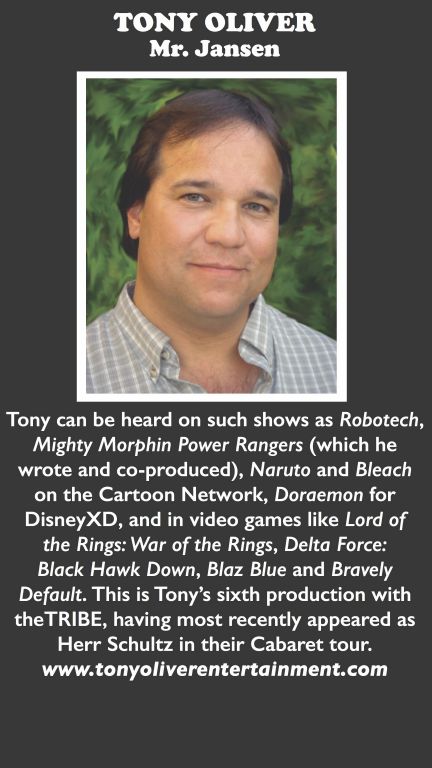 TONY OLIVER
Mr. Jansen
Tony can be heard on such shows as Robotech,
Mighty Morphin Power Rangers (which he
wrote and co-produced), Naruto and Bleach
on the Cartoon Network, Doraemon for
DisneyXD, and in video games like Lord of
the Rings: War of the Rings, Delta Force:
Black Hawk Down, Blaz Blue and Bravely
Default. This is Tony’s sixth production with
theTRIBE, having most recently appeared as
Herr Schultz in their Cabaret tour.
www.tonyoliverentertainment.com